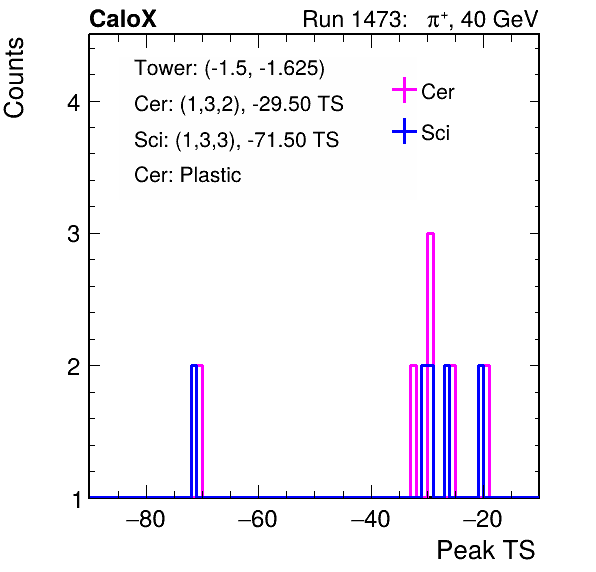 CaloX Run 1473: π⁺, 40 GeV
Counts
Tower: (-1.5, -1.625)
Cer: (1,3,2), -29.50 TS
Sci: (1,3,3), -71.50 TS
Cer: Plastic
Cer
Sci
4
3
2
1
−80 −60 −40 −20
Peak TS